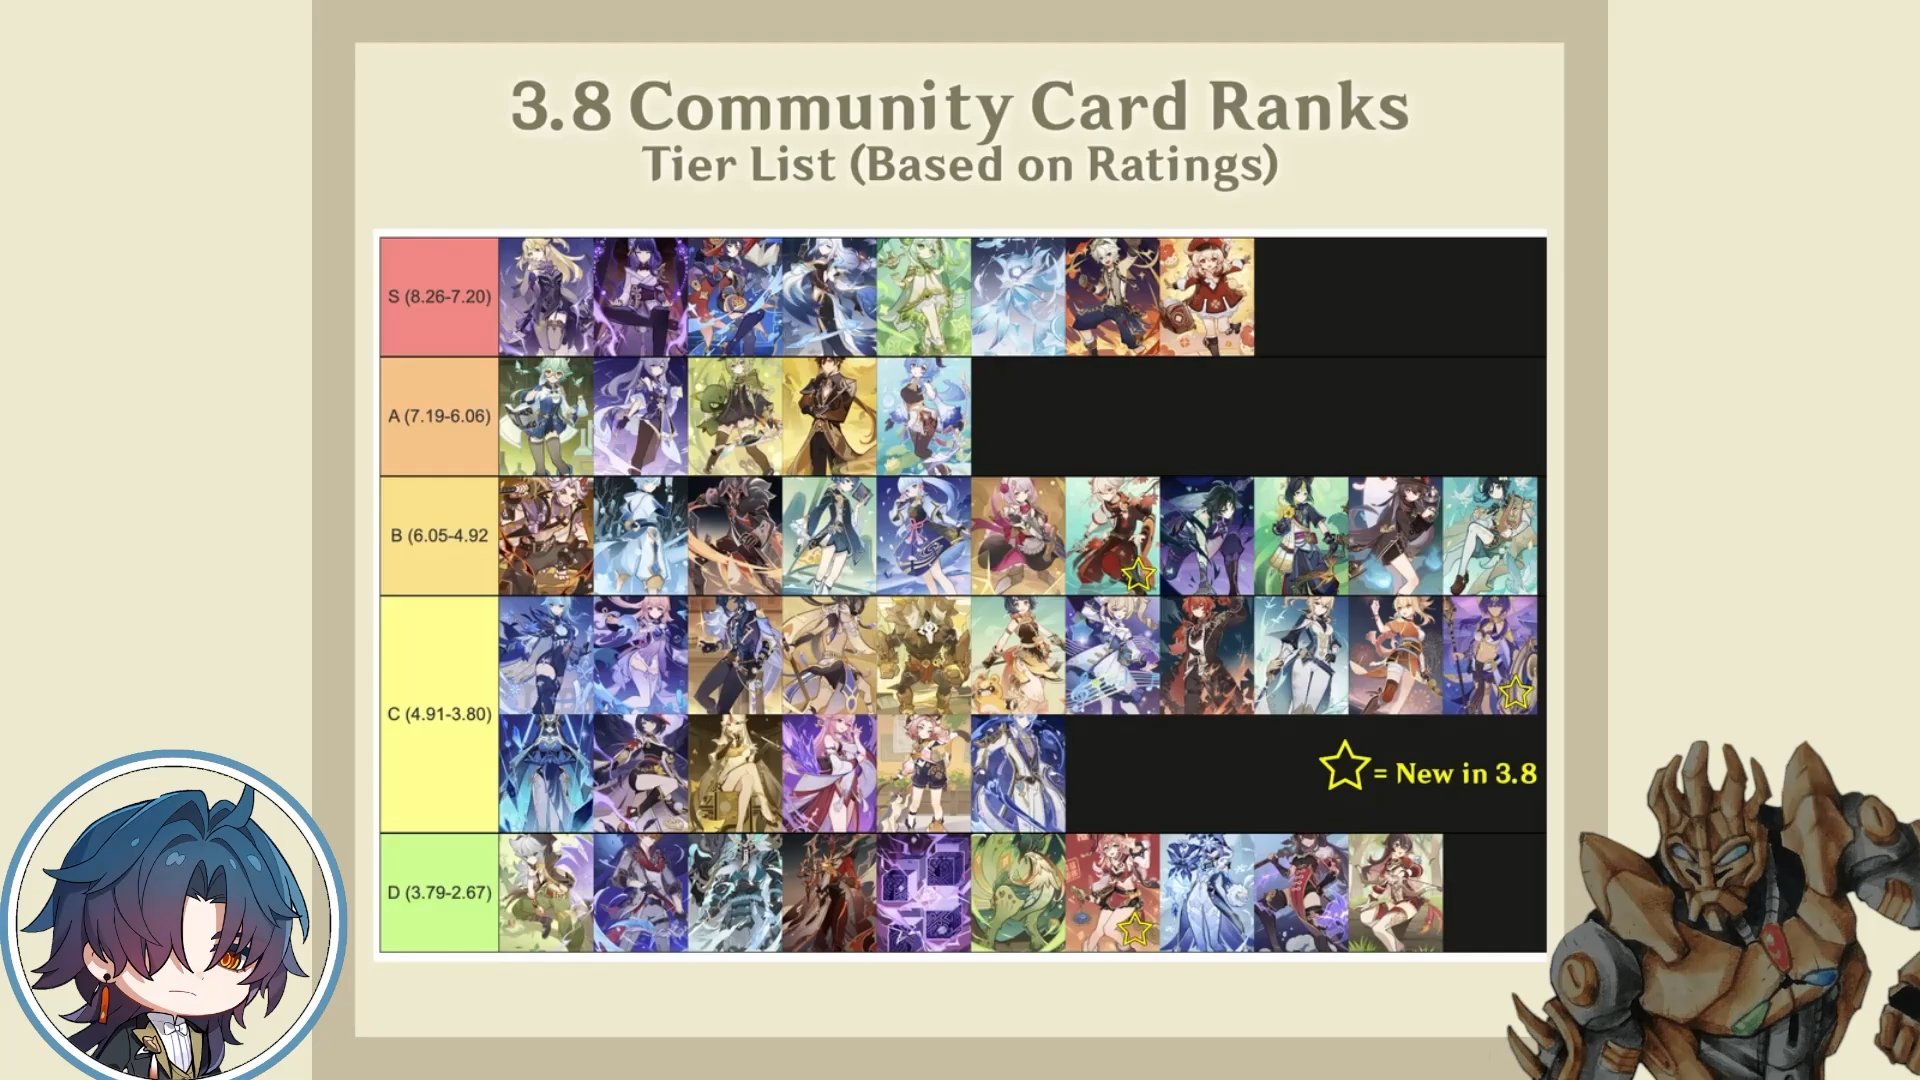 3.8 Community Card Ranks
Tier List (Based on Ratings)
S (8.26-7.20)
A (7.19-6.06)
B (6.05-4.92
C (4.91-3.80)
= New in 3.8
D (3.79-2.67)